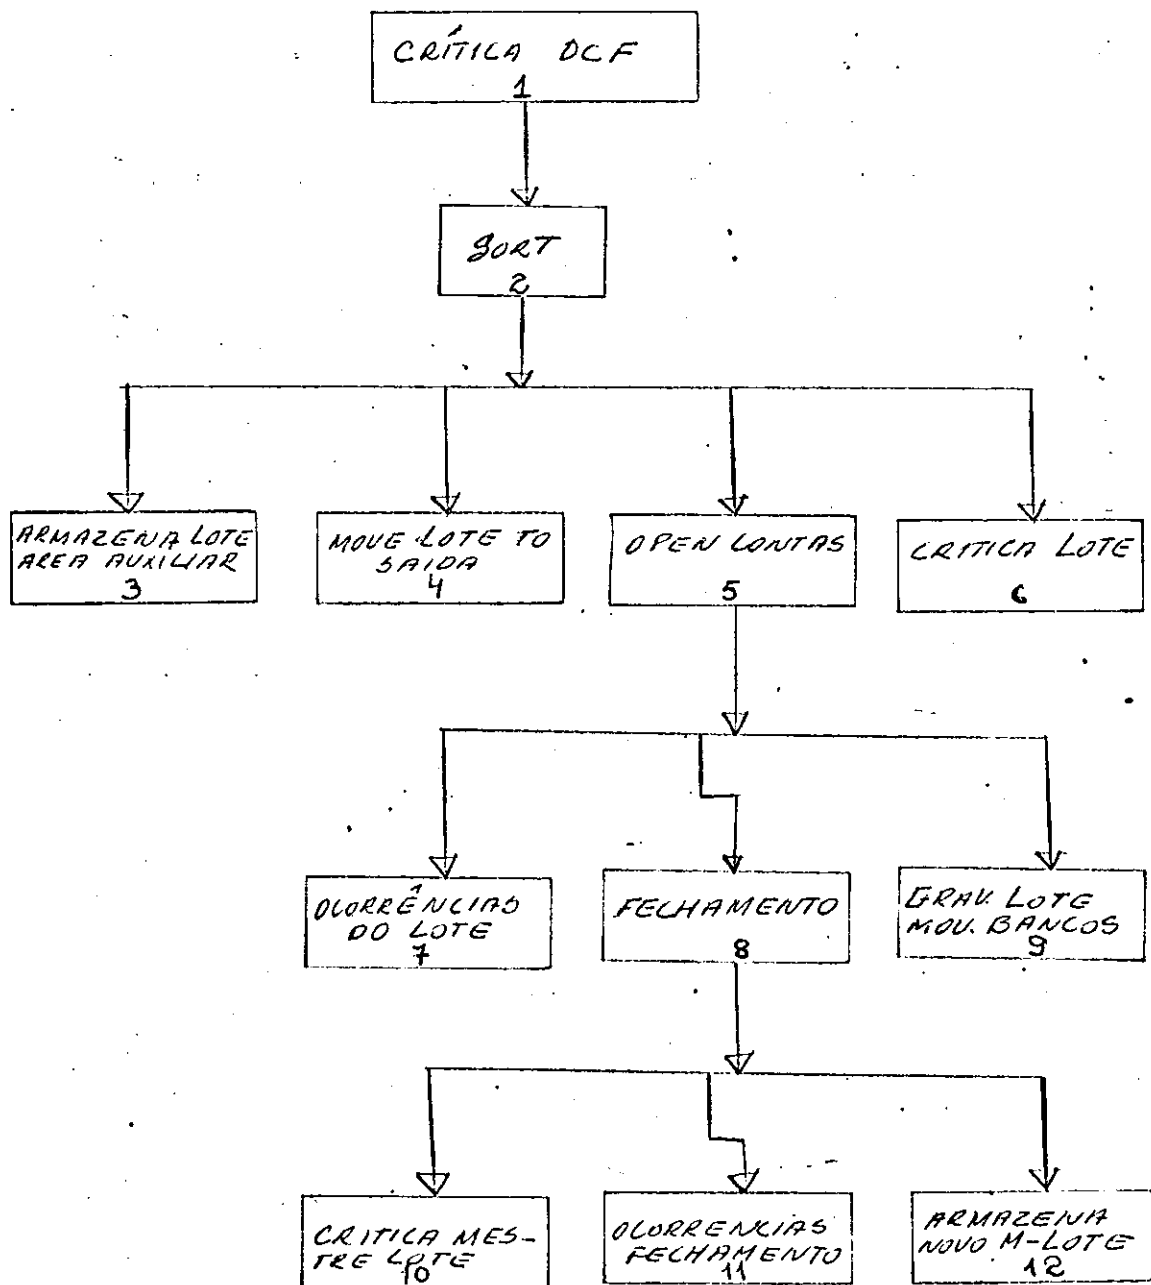 CRÍTICA DCF
1
SORT
2
ARMAZENA LOTE
AREA AUXILIAR
3
MOVE LOTE TO
SAIDA
4
OPEN CONTAS
5
CRITICA LOTE
6
OCORRÊNCIAS
DO LOTE
7
FECHAMENTO
8
GRAV. LOTE
MOV. BANCOS
9
CRITICA MES-
TRE LOTE
10
OCORRENCIAS
FECHAMENTO
11
ARMAZENA
NOVO M-LOTE
12